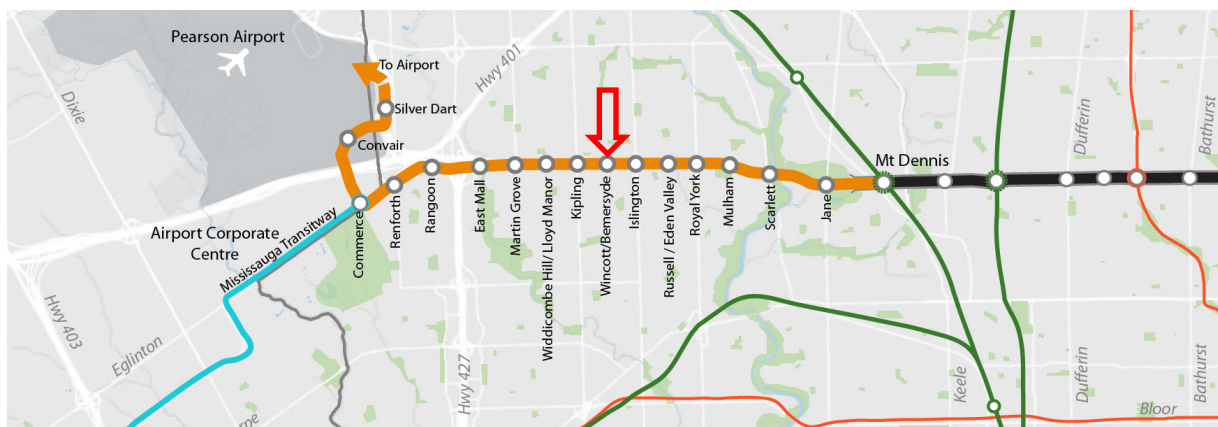 Pearson Airport
To Airport
Silver Dart
Convair
Dixie
Hwy 401
Dufferin
Bathurst
Mt Dennis
Airport Corporate
Centre
Mississauga Transitway
Commerce
Renforth
Rangoon
East Mall
Martin Grove
Widdicombe Hill/ Lloyd Manor
Kipling
Wincott/Bemersyde
Islington
Russell / Eden Valley
Royal York
Mulham
Scarlett
Jane
Hwy 403
Eglinton
Hwy 427
Keele
Dufferin
Bloor
Bathurst